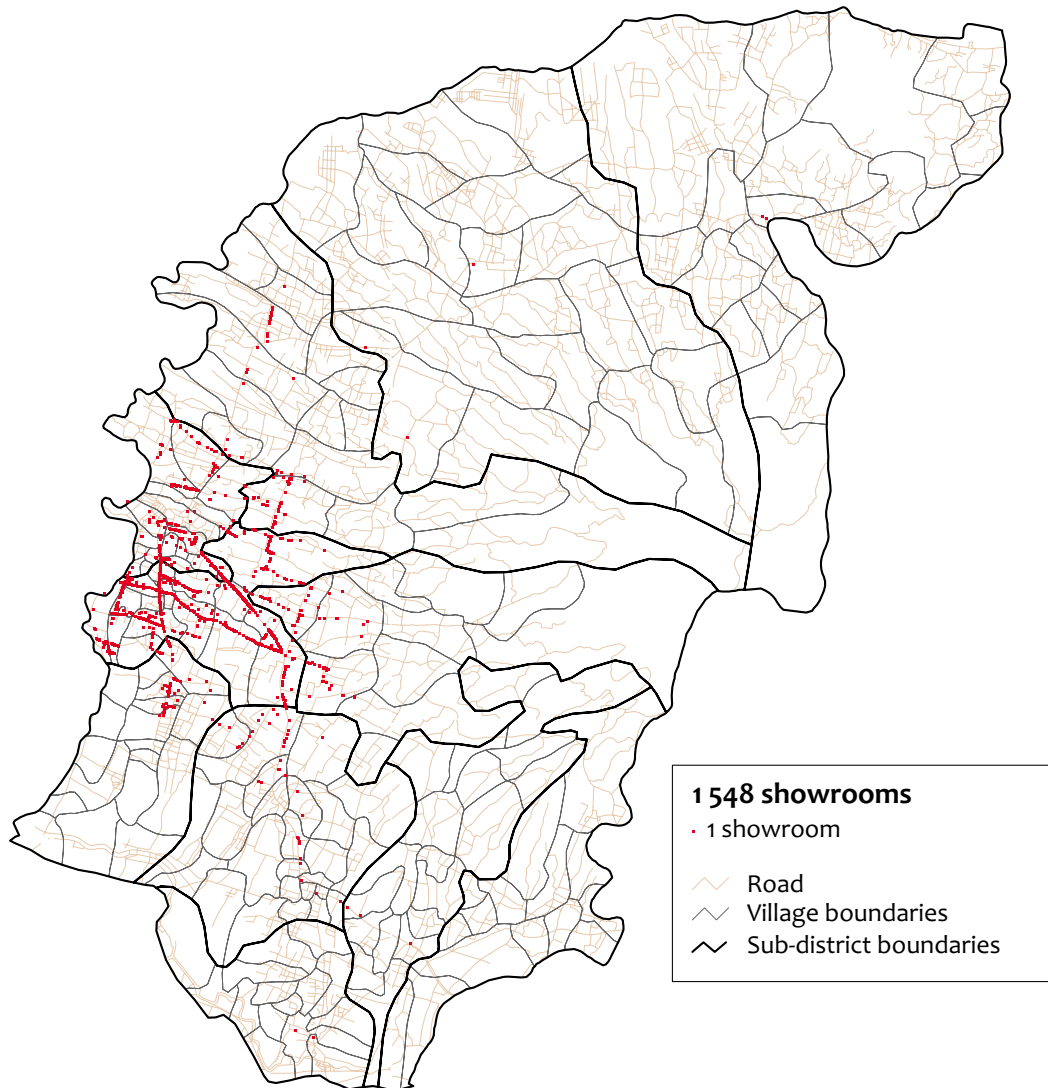 1 548 showrooms
1 showroom
Road
Village boundaries
Sub-district boundaries